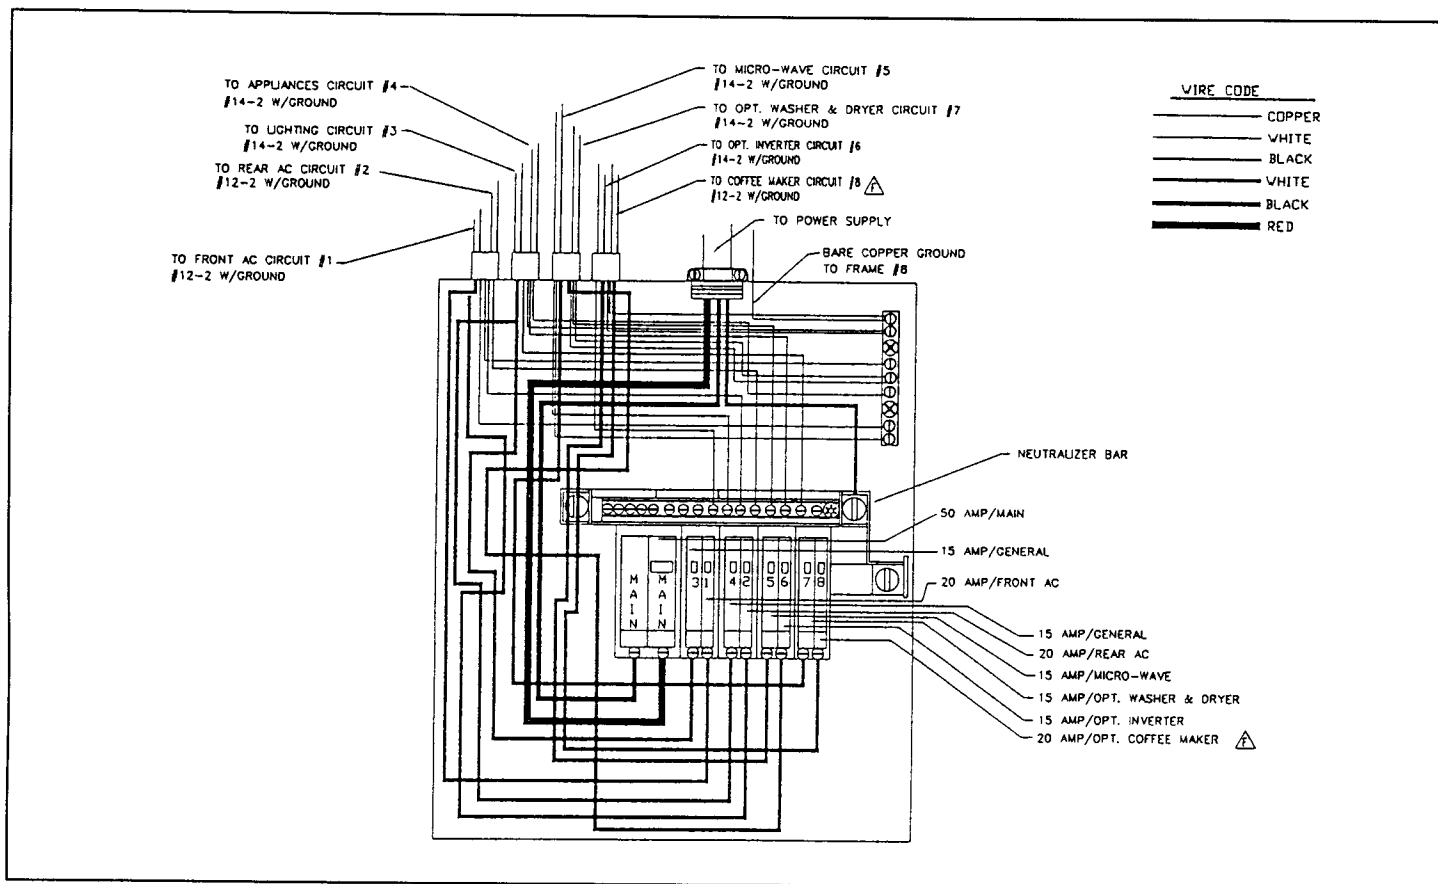 TO MICRO-WAVE CIRCUIT #5
#14-2 W/GROUND
TO APPLIANCES CIRCUIT #4
#14-2 W/GROUND
TO OPT. WASHER & DRYER CIRCUIT #7
#14-2 W/GROUND
TO LIGHTING CIRCUIT #3
#14-2 W/GROUND
TO OPT. INVERTER CIRCUIT #6
#14-2 W/GROUND
TO REAR AC CIRCUIT #2
#12-2 W/GROUND
TO COFFEE MAKER CIRCUIT #8 F
#12-2 W/GROUND
TO POWER SUPPLY
TO FRONT AC CIRCUIT #1
#12-2 W/GROUND
BARE COPPER GROUND
TO FRAME #8
WIRE CODE
COPPER
WHITE
BLACK
WHITE
BLACK
RED
NEUTRALIZER BAR
50 AMP/MAIN
15 AMP/GENERAL
20 AMP/FRONT AC
MAIN
MAIN
3 1 4 2 5 6 7 8
15 AMP/GENERAL
20 AMP/REAR AC
15 AMP/MICRO-WAVE
15 AMP/OPT. WASHER & DRYER
15 AMP/OPT. INVERTER
20 AMP/OPT. COFFEE MAKER F